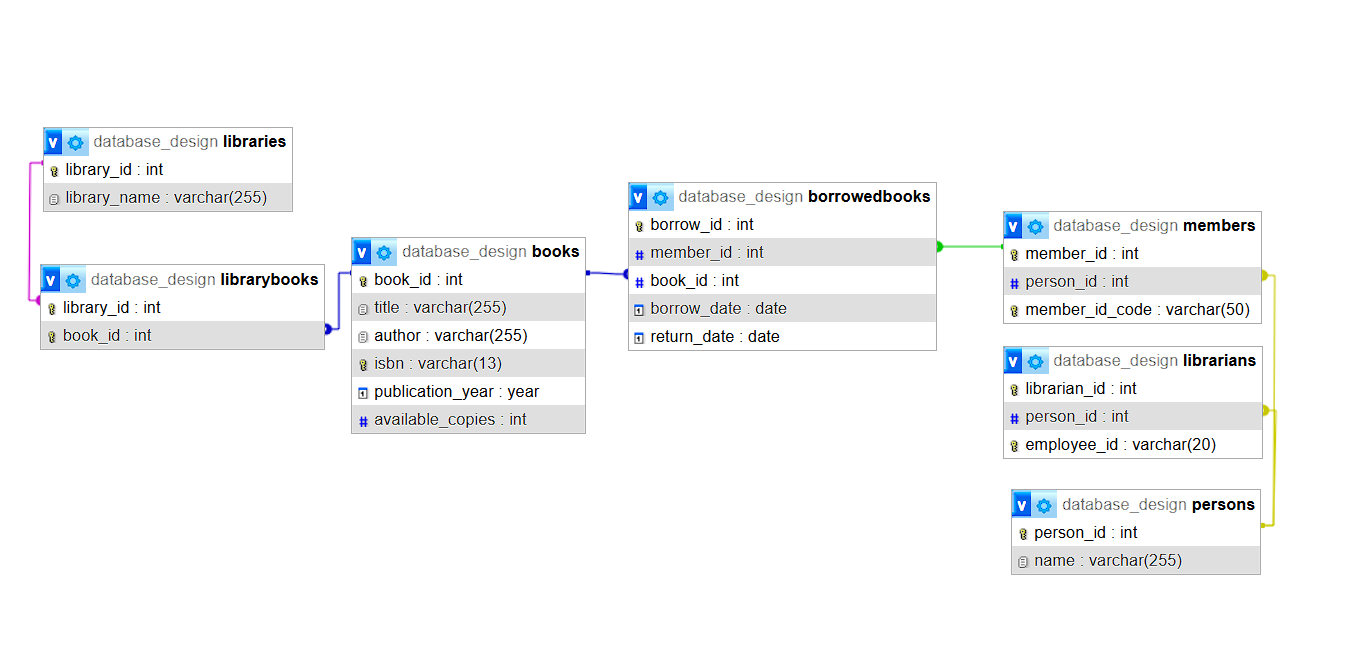 V database_design libraries
library_id : int
library_name : varchar(255)
V database_design librarybooks
library_id : int
book_id : int
V database_design books
book_id : int
title : varchar(255)
author : varchar(255)
isbn : varchar(13)
publication_year : year
# available_copies : int
V database_design borrowedbooks
borrow_id : int
# member_id : int
# book_id : int
1 borrow_date : date
1 return_date : date
V database_design members
member_id : int
# person_id : int
member_id_code : varchar(50)
V database_design librarians
librarian_id : int
# person_id : int
employee_id : varchar(20)
V database_design persons
person_id : int
name : varchar(255)